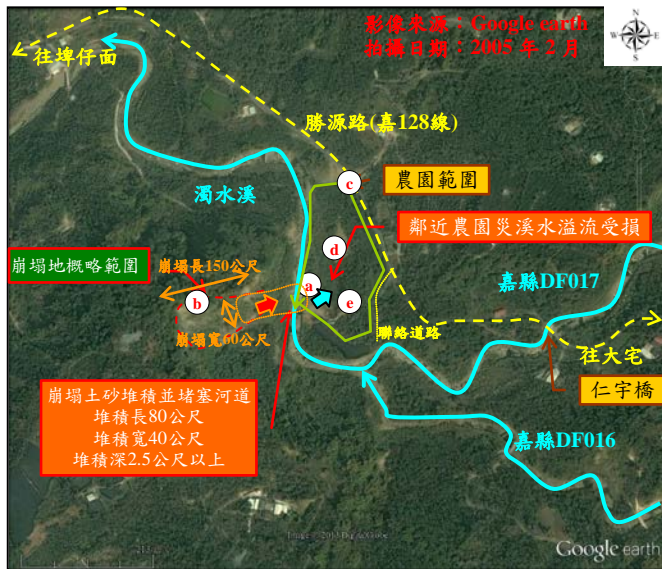 影像來源：Google earth
拍攝日期：2005 年 2 月
N
W
E
S
往埤仔面
勝源路(嘉128線)
c
農園範圍
濁水溪
d
鄰近農園災溪水溢流受損
崩塌地概略範圍
崩塌長150公尺
嘉縣DF017
a
b
e
崩塌寬60公尺
聯絡道路
往大宅
仁宇橋
崩塌土砂堆積並堵塞河道
堆積長80公尺
堆積寬40公尺
堆積深2.5公尺以上
嘉縣DF016
Google earth